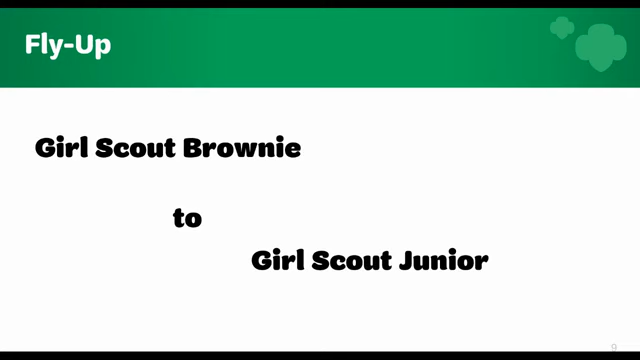 Fly-Up
Girl Scout Brownie
to
Girl Scout Junior
9